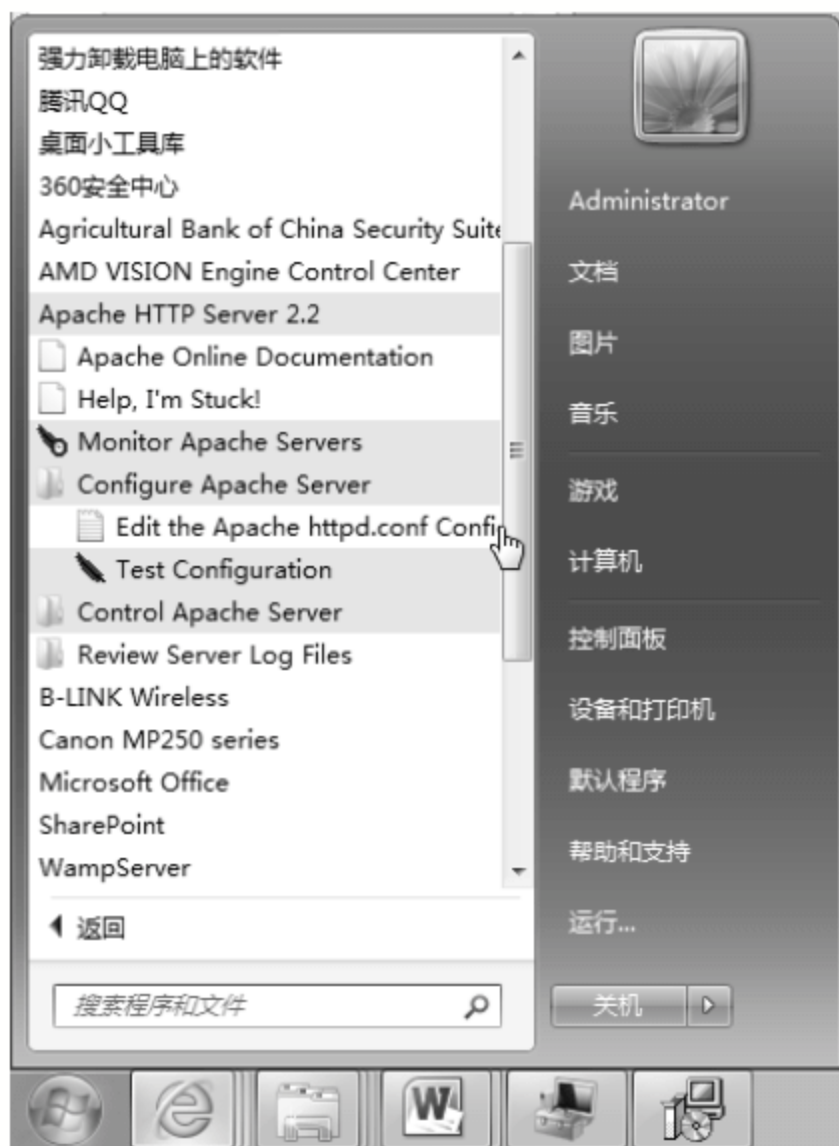 强力卸载电脑上的软件
腾讯QQ
桌面小工具库
360安全中心
Agricultural Bank of China Security Suite
AMD VISION Engine Control Center
Apache HTTP Server 2.2
Apache Online Documentation
Help, I'm Stuck!
Monitor Apache Servers
Configure Apache Server
Edit the Apache httpd.conf Confi
Test Configuration
Control Apache Server
Review Server Log Files
B-LINK Wireless
Canon MP250 series
Microsoft Office
SharePoint
WampServer
返回
搜索程序和文件
Administrator
文档
图片
音乐
游戏
计算机
控制面板
设备和打印机
默认程序
帮助和支持
运行...
关机
W